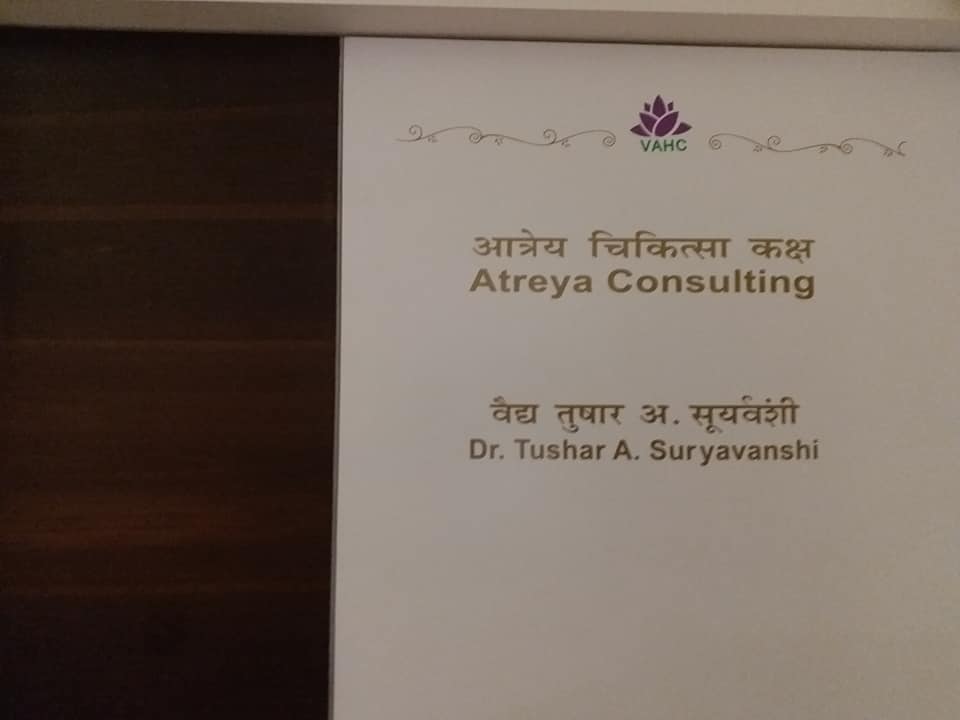 VAHC
आत्रेय चिकित्सा कक्ष
Atreya Consulting
वैद्य तुषार अ. सूर्यवंशी
Dr. Tushar A. Suryavanshi